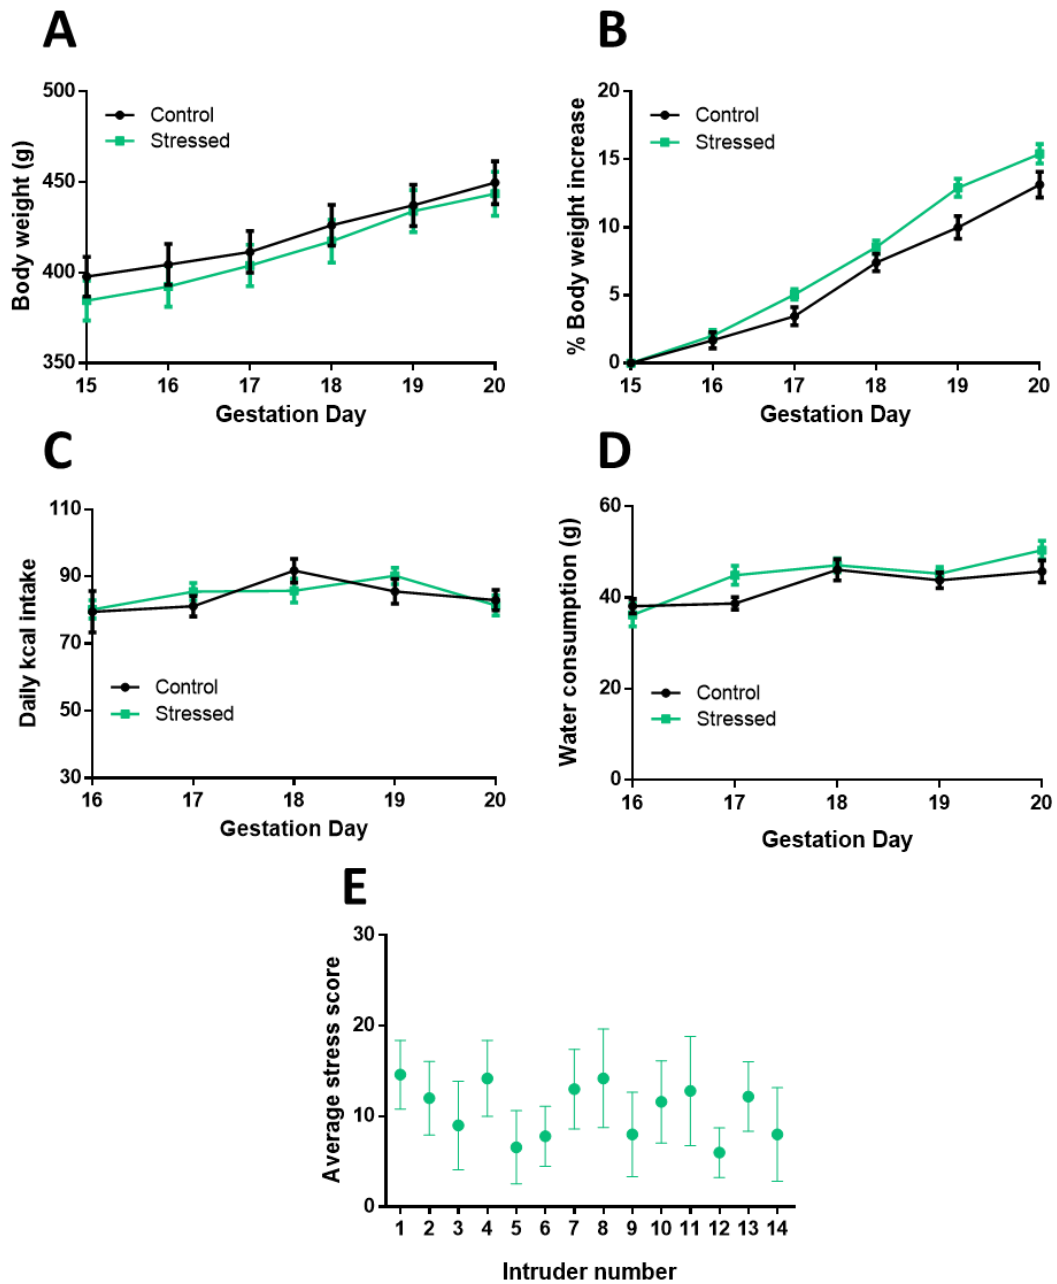 A
B
500
450
400
350
Body weight (g)
Control
Stressed
15 16 17 18 19 20
Gestation Day
20
15
10
5
0
% Body weight increase
Control
Stressed
15 16 17 18 19 20
Gestation Day
C
D
110
90
70
50
30
Daily kcal intake
Control
Stressed
16 17 18 19 20
Gestation Day
60
40
20
0
Water consumption (g)
Control
Stressed
16 17 18 19 20
Gestation Day
E
30
20
10
0
Average stress score
1 2 3 4 5 6 7 8 9 10 11 12 13 14
Intruder number